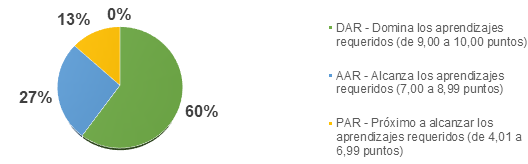 13%
0%
27%
60%
DAR - Domina los aprendizajes
requeridos (de 9,00 a 10,00 puntos)
AAR - Alcanza los aprendizajes
requeridos (7,00 a 8,99 puntos)
PAR - Próximo a alcanzar los
aprendizajes requeridos (de 4,01 a
6,99 puntos)